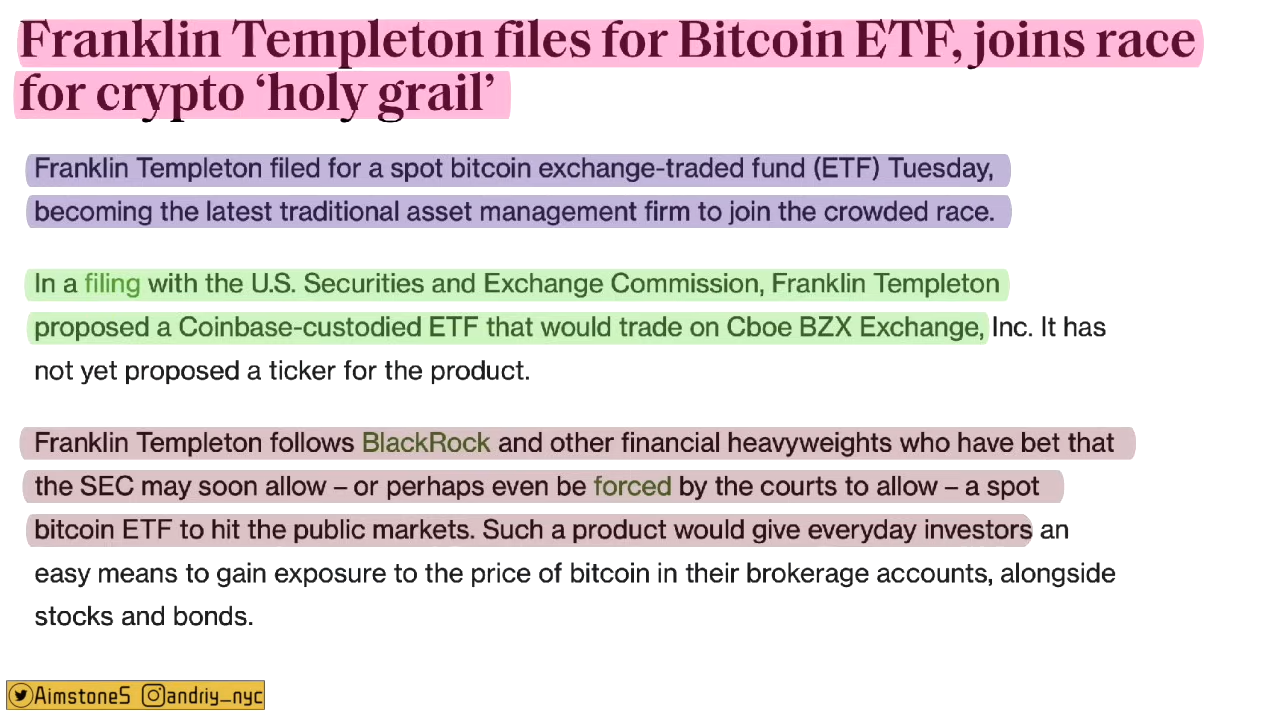 Franklin Templeton files for Bitcoin ETF, joins race
for crypto ‘holy grail’
Franklin Templeton filed for a spot bitcoin exchange-traded fund (ETF) Tuesday,
becoming the latest traditional asset management firm to join the crowded race.
In a filing with the U.S. Securities and Exchange Commission, Franklin Templeton
proposed a Coinbase-custodied ETF that would trade on Cboe BZX Exchange, Inc. It has
not yet proposed a ticker for the product.
Franklin Templeton follows BlackRock and other financial heavyweights who have bet that
the SEC may soon allow – or perhaps even be forced by the courts to allow – a spot
bitcoin ETF to hit the public markets. Such a product would give everyday investors an
easy means to gain exposure to the price of bitcoin in their brokerage accounts, alongside
stocks and bonds.
AimstoneS andriy_nyc